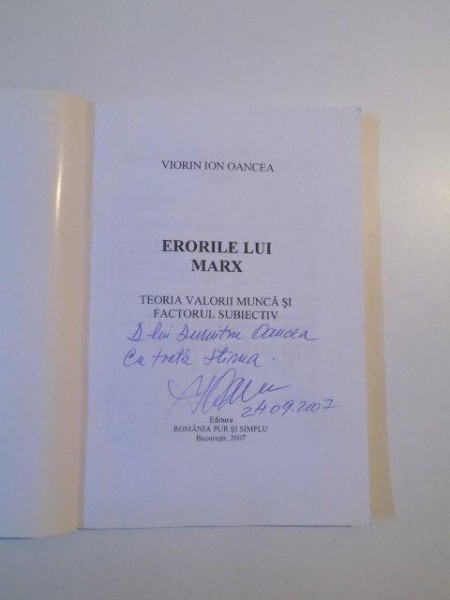 VIORIN ION OANCEA
ERORILE LUI
MARX
TEORIA VALORII MUNCĂ ŞI
FACTORUL SUBIECTIV
D-lui Dumitru Oancea
Cu toată stima.
24.09.2007
Editura
ROMÂNIA PUR ŞI SIMPLU
Bucureşti, 2007